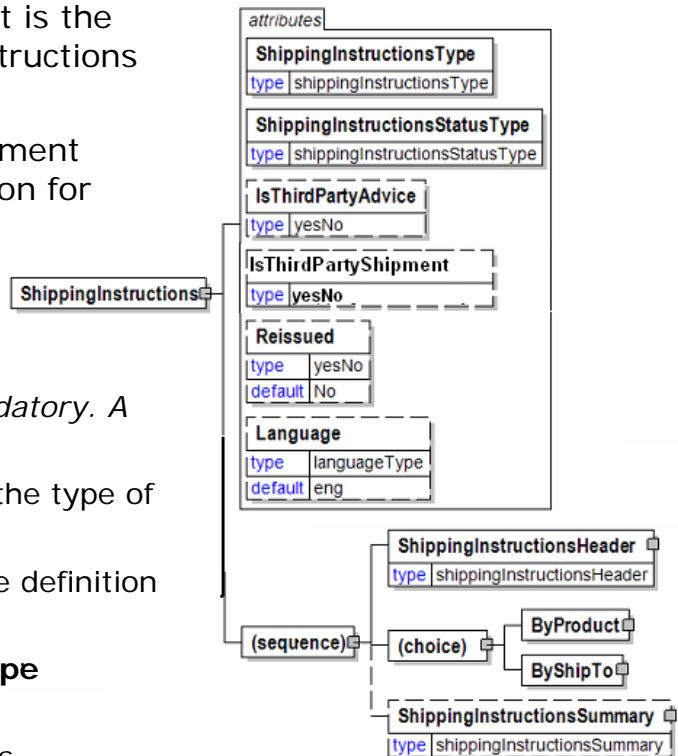 t is the
tructions
ment
on for
datory. A
the type of
e definition
pe
attributes
ShippingInstructionsType
type shippingInstructionsType
ShippingInstructionsStatusType
type shippingInstructionsStatusType
IsThirdPartyAdvice
type yesNo
IsThirdPartyShipment
type yesNo
Reissued
type yesNo
default No
Language
type languageType
default eng
ShippingInstructions
(sequence)
ShippingInstructionsHeader
type shippingInstructionsHeader
(choice)
ByProduct
ByShipTo
ShippingInstructionsSummary
type shippingInstructionsSummary